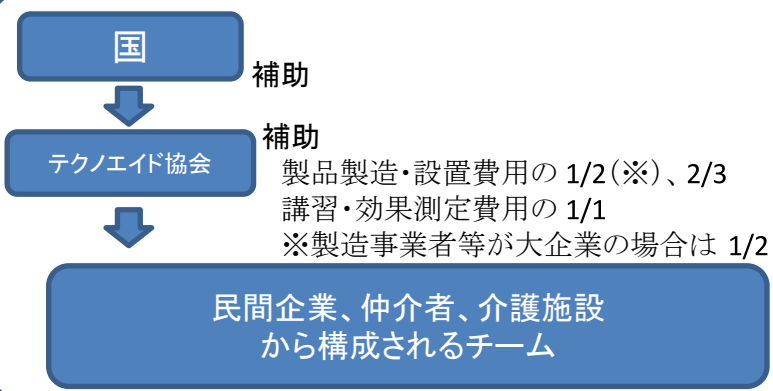 国
補助
テクノエイド協会
補助
製品製造・設置費用の 1/2(※)、2/3
講習・効果測定費用の 1/1
※製造事業者等が大企業の場合は 1/2
民間企業、仲介者、介護施設
から構成されるチーム